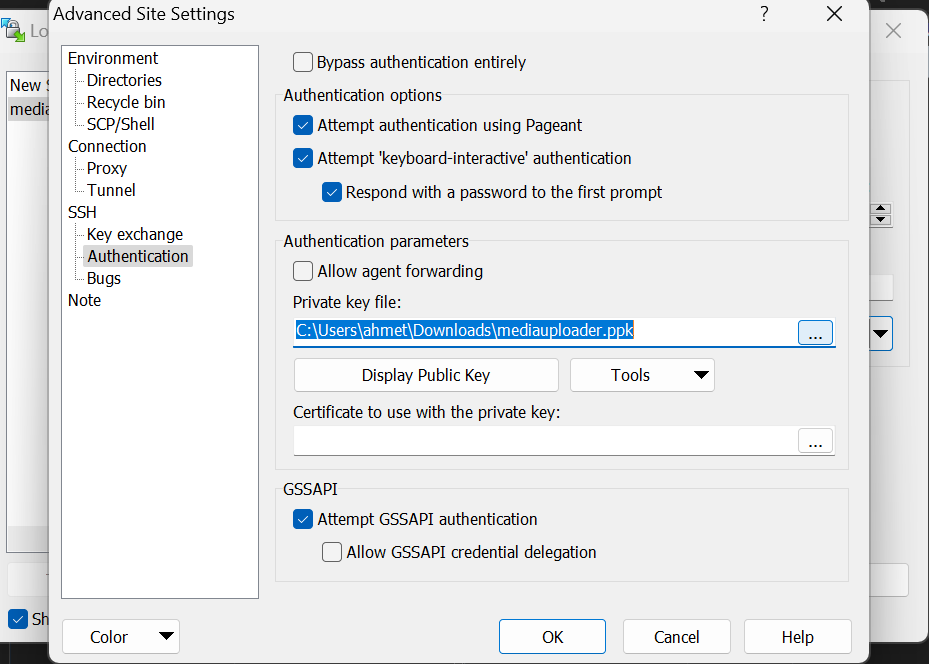 Advanced Site Settings
?
Lo
New S
media
Environment
Directories
Recycle bin
SCP/Shell
Connection
Proxy
Tunnel
SSH
Key exchange
Authentication
Bugs
Note
Bypass authentication entirely
Authentication options
Attempt authentication using Pageant
Attempt 'keyboard-interactive' authentication
Respond with a password to the first prompt
Authentication parameters
Allow agent forwarding
Private key file:
C:\Users\ahmet\Downloads\mediauploader.ppk
...
Display Public Key
Tools
Certificate to use with the private key:
...
GSSAPI
Attempt GSSAPI authentication
Allow GSSAPI credential delegation
Sh
Color
OK
Cancel
Help